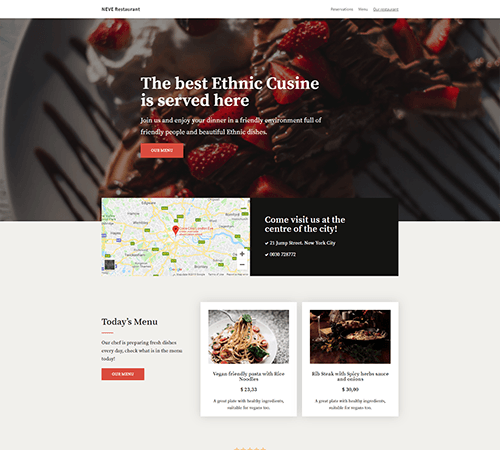 NEVE Restaurant
Reservations Menu Our restaurant
The best Ethnic Cusine
is served here
Join us and enjoy your dinner in a friendly environment full of
friendly people and beautiful Ethnic dishes.
OUR MENU
Come visit us at the
centre of the city!
21 Jump Street, New York City
0038 728772
Today's Menu
Our chef is preparing fresh dishes
every day, check what is in the menu
today!
OUR MENU
Vegan friendly pasta with Rice
Noodles
$ 23,33
A great plate with healthy ingredients,
suitable for vegans too.
Rib Steak with Spicy herbs sauce
and onions
$ 30,00
A great plate with healthy ingredients,
suitable for vegans too.